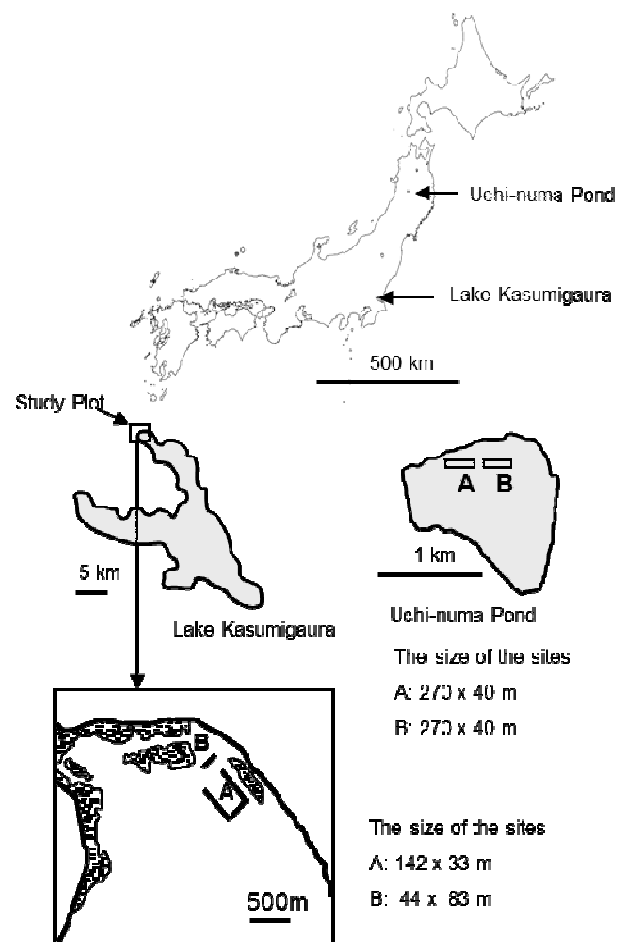 Uchi-numa Pond
Lake Kasumigaura
500 km
Study Plot
A B
1 km
5 km
Lake Kasumigaura
Uchi-numa Pond
The size of the sites
A: 270 x 40 m
B: 270 x 40 m
B
A
500m
The size of the sites
A: 142 x 33 m
B: 44 x 83 m